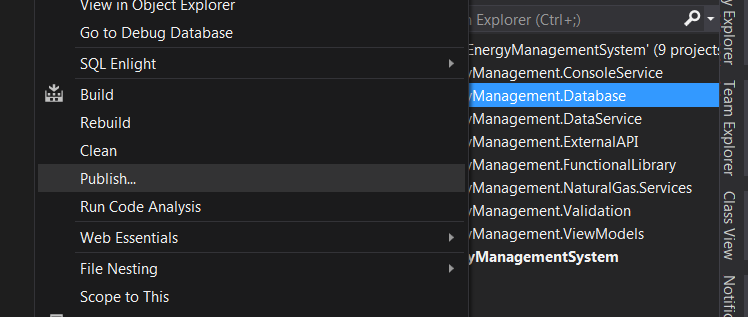 View in Object Explorer
Go to Debug Database
SQL Enlight
Build
Rebuild
Clean
Publish...
Run Code Analysis
Web Essentials
File Nesting
Scope to This
Explorer (Ctrl+;)
EnergyManagementSystem' (9 projects
yManagement.ConsoleService
yManagement.Database
yManagement.DataService
yManagement.ExternalAPI
yManagement.FunctionalLibrary
yManagement.NaturalGas.Services
yManagement.Validation
yManagement.ViewModels
yManagementSystem
y Explorer
Team Explorer
Class View
Notific